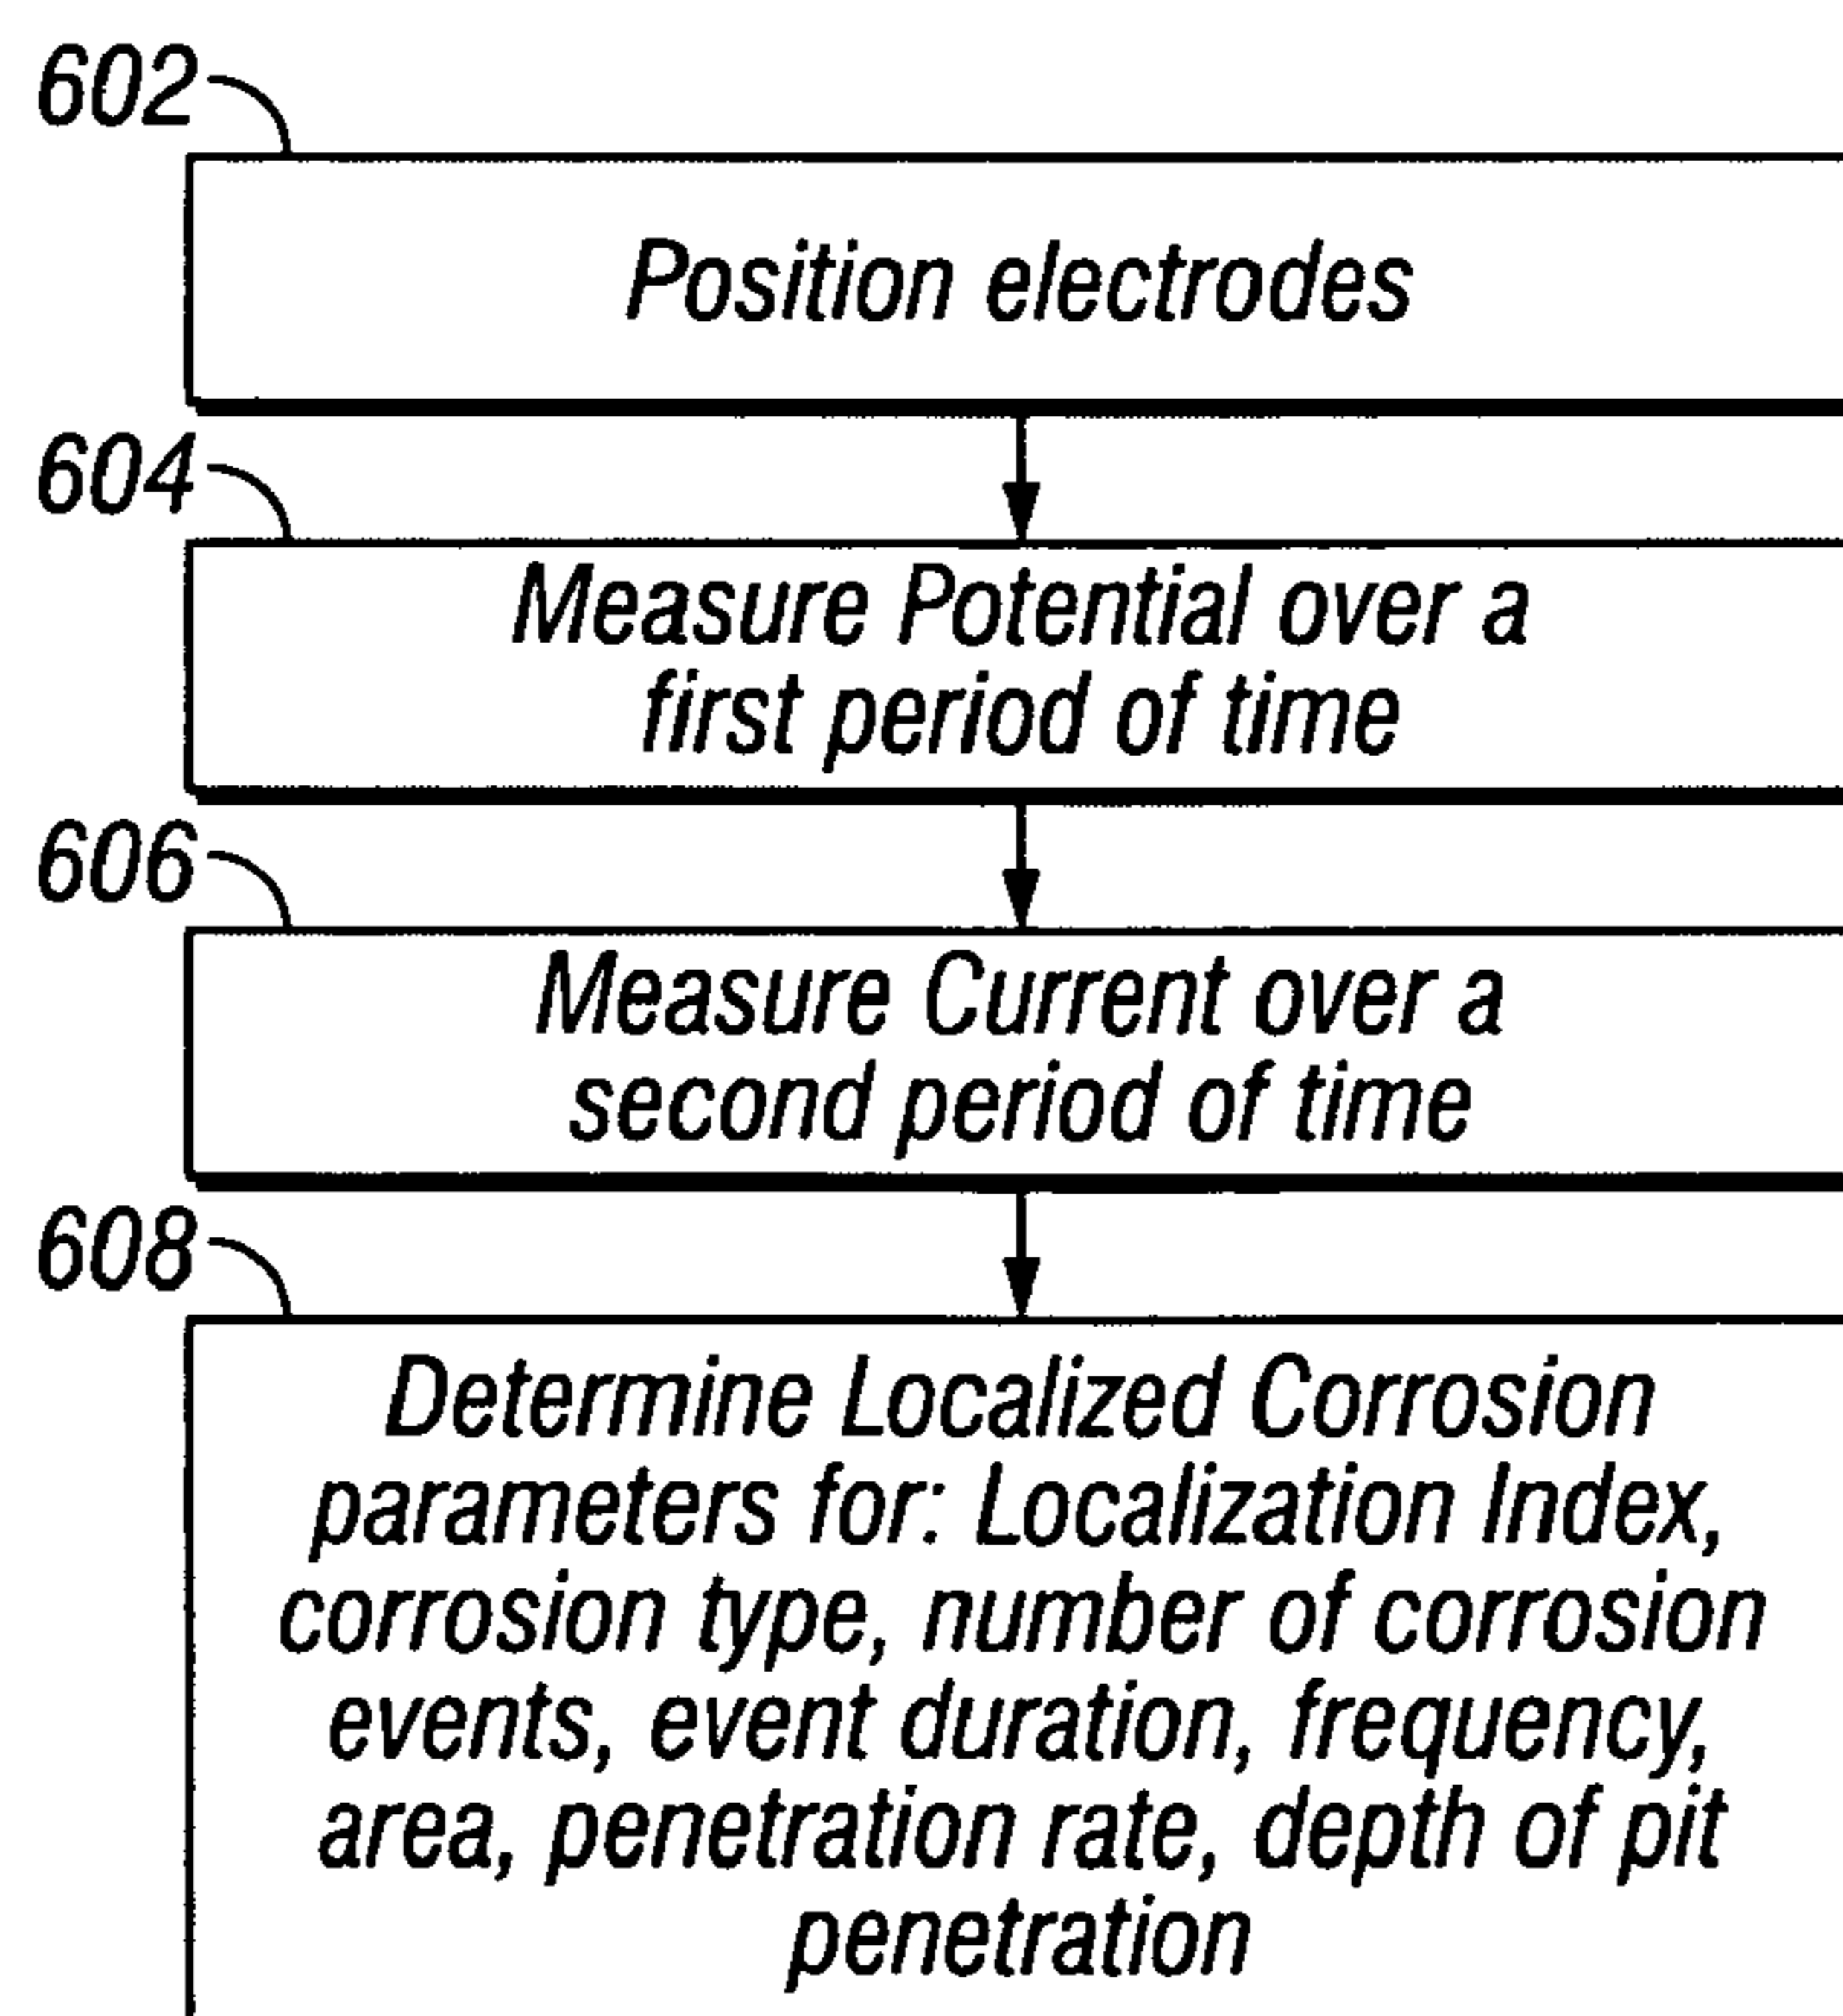 602
Position electrodes
604
Measure Potential over a
first period of time
606
Measure Current over a
second period of time
608
Determine Localized Corrosion
parameters for: Localization Index,
corrosion type, number of corrosion
events, event duration, frequency,
area, penetration rate, depth of pit
penetration